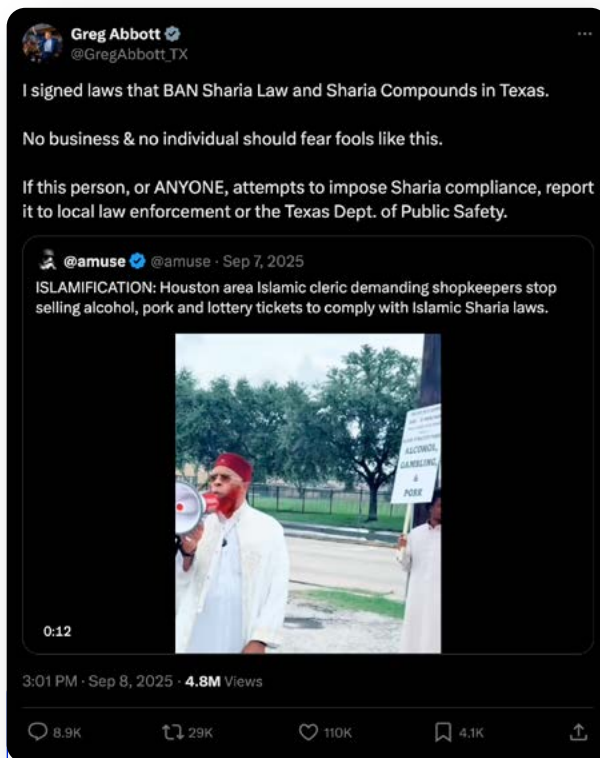 Greg Abbott
@GregAbbott_TX
I signed laws that BAN Sharia Law and Sharia Compounds in Texas.
No business & no individual should fear fools like this.
If this person, or ANYONE, attempts to impose Sharia compliance, report
it to local law enforcement or the Texas Dept. of Public Safety.
@amuse @amuse · Sep 7, 2025
ISLAMIFICATION: Houston area Islamic cleric demanding shopkeepers stop
selling alcohol, pork and lottery tickets to comply with Islamic Sharia laws.
ALCOHOL,
GAMBLING,
&
PORK
0:12
3:01 PM · Sep 8, 2025 · 4.8M Views
8.9K 29K 110K 4.1K